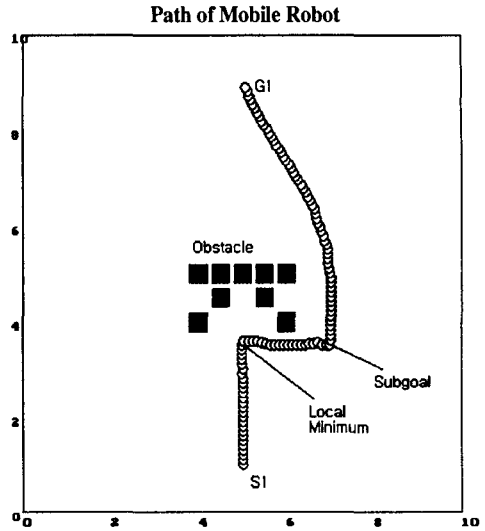 Path of Mobile Robot
10
8
6
4
2
0
G1
Obstacle
Subgoal
Local
Minimum
S1
0 2 4 6 8 10